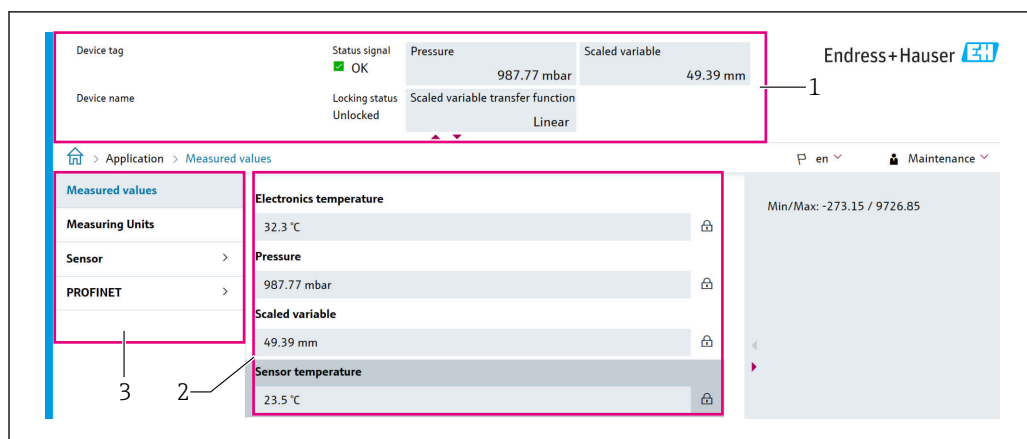 Device tag
Status signal
OK
Pressure
987.77 mbar
Scaled variable
49.39 mm
Endress+Hauser EH
1
Device name
Locking status
Unlocked
Scaled variable transfer function
Linear
> Application > Measured values
en
Maintenance
Measured values
Measuring Units
Sensor >
PROFINET >
3
2
Electronics temperature
32.3 °C
Pressure
987.77 mbar
Scaled variable
49.39 mm
Sensor temperature
23.5 °C
Min/Max: -273.15 / 9726.85